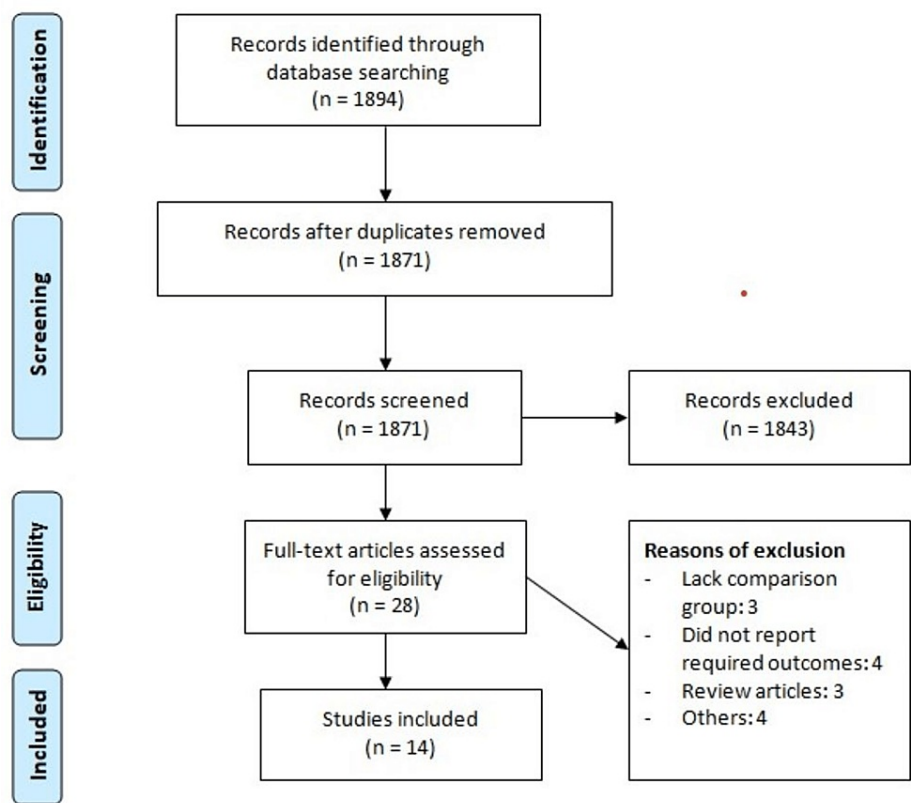 Identification
Records identified through
database searching
(n = 1894)
Screening
Records after duplicates removed
(n = 1871)
Records screened
(n = 1871)
Records excluded
(n = 1843)
Eligibility
Full-text articles assessed
for eligibility
(n = 28)
Reasons of exclusion
- Lack comparison
group: 3
- Did not report
required outcomes: 4
- Review articles: 3
- Others: 4
Included
Studies included
(n = 14)